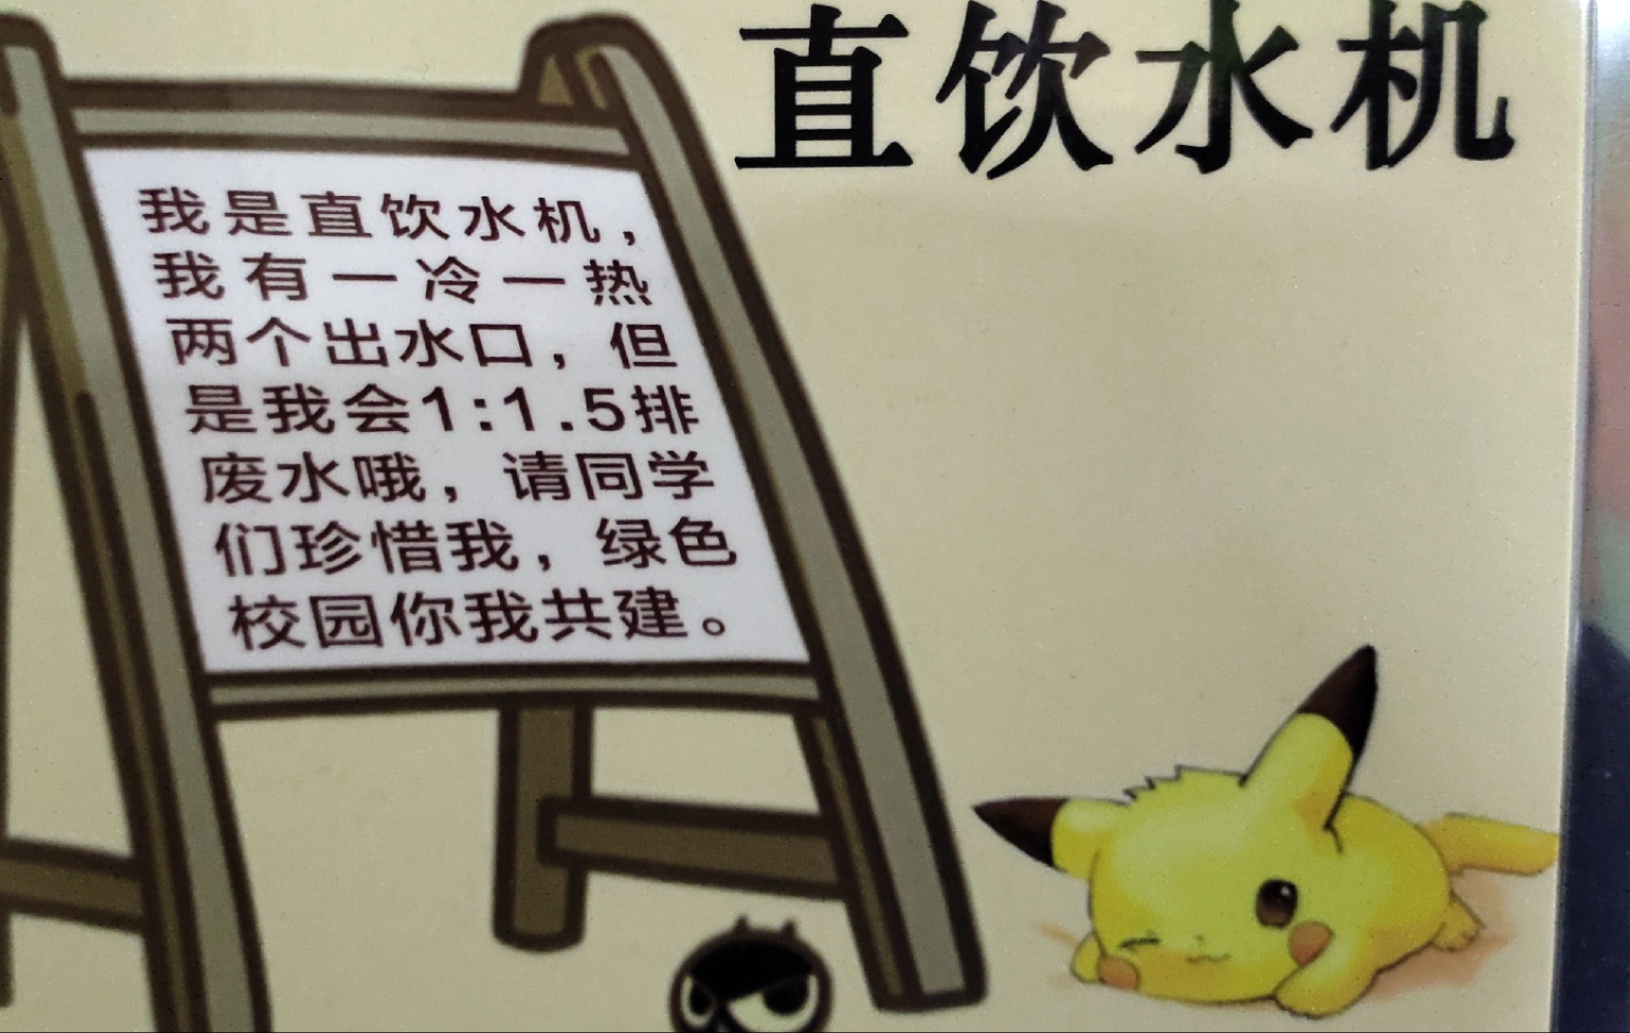 直饮水机
我是直饮水机，
我有一冷一热
两个出水口，但
是我会1:1.5排
废水哦，请同学
们珍惜我，绿色
校园你我共建。